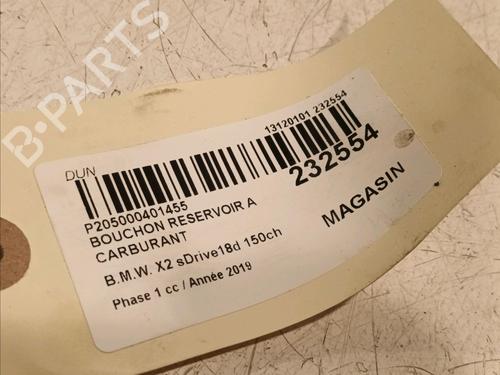 B-PARTS
DUN
13120101 232554
P205000401455
232554
BOUCHON RESERVOIR A
CARBURANT
MAGASIN
B.M.W. X2 sDrive18d 150ch
Phase 1 cc / Année 2019